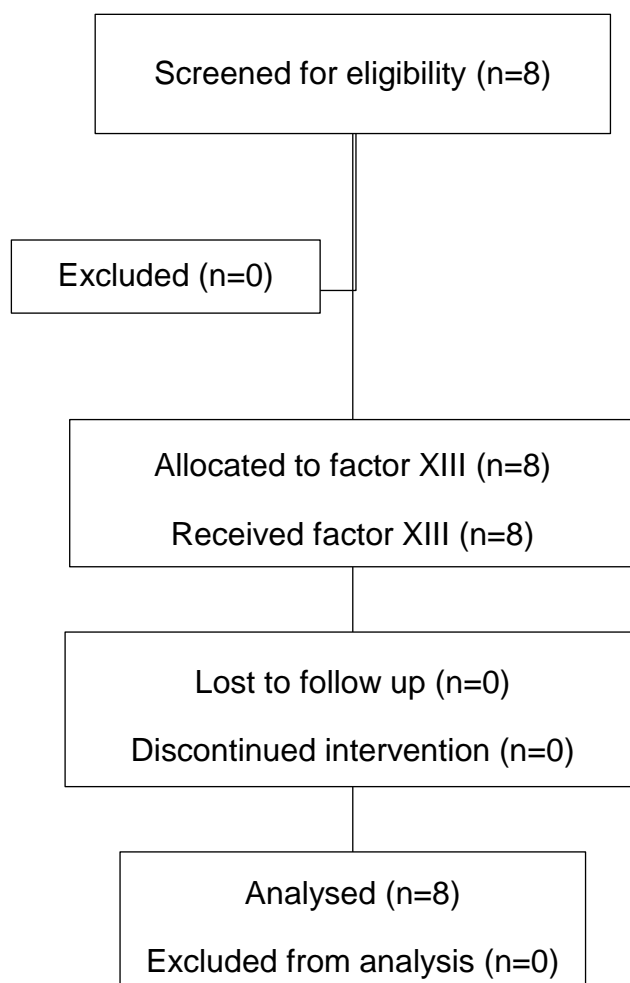 Screened for eligibility (n=8)
Excluded (n=0)
Allocated to factor XIII (n=8)
Received factor XIII (n=8)
Lost to follow up (n=0)
Discontinued intervention (n=0)
Analysed (n=8)
Excluded from analysis (n=0)